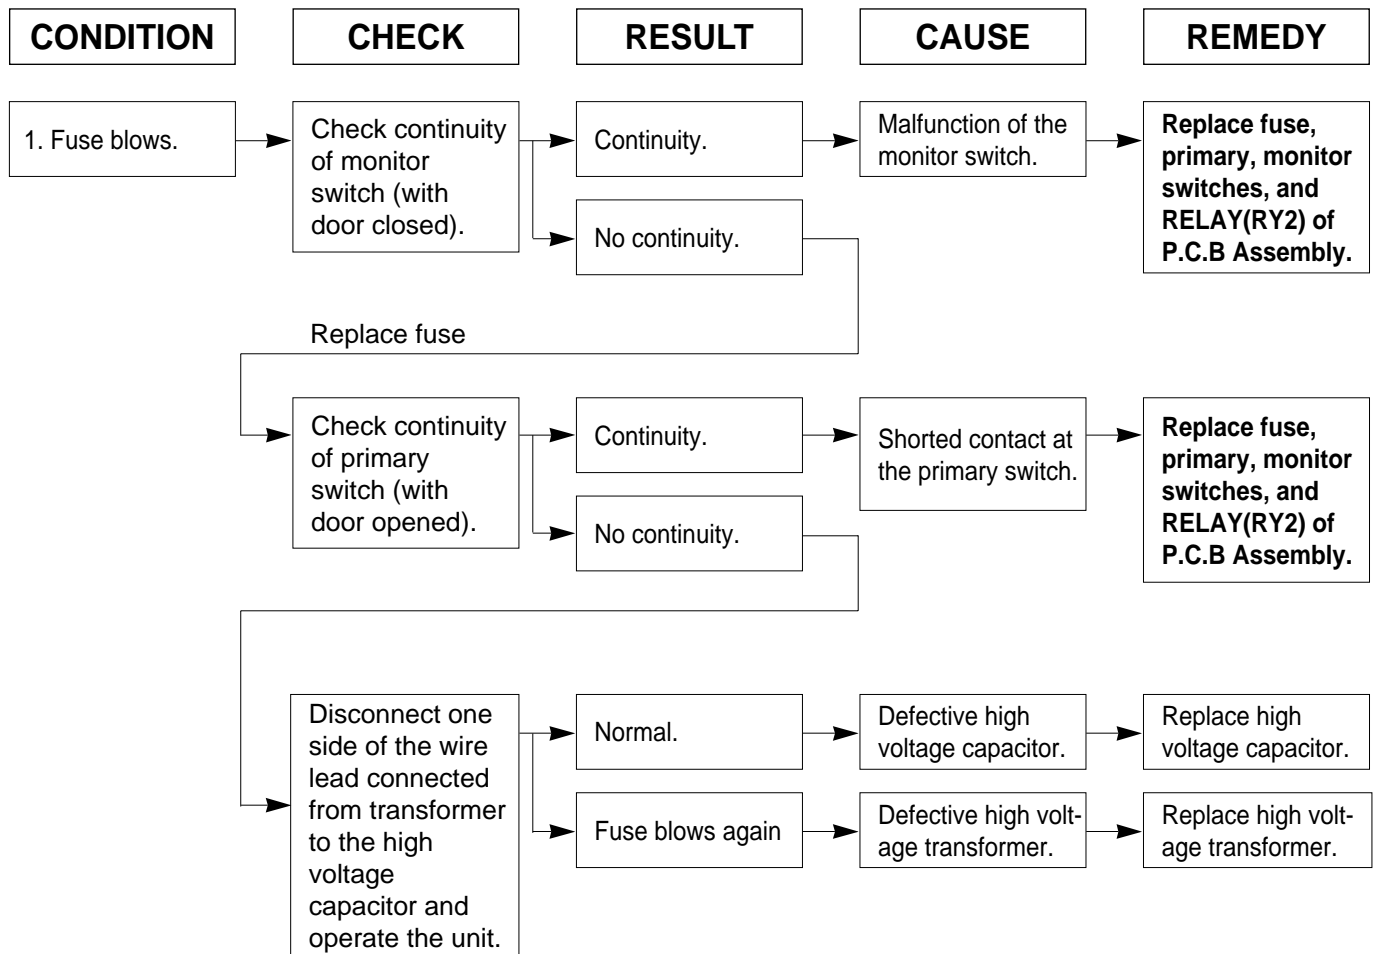 CONDITION
CHECK
RESULT
CAUSE
REMEDY
1. Fuse blows.
Check continuity
of monitor
switch (with
door closed).
Continuity.
Malfunction of the
monitor switch.
Replace fuse,
primary, monitor
switches, and
RELAY(RY2) of
P.C.B Assembly.
No continuity.
Replace fuse
Check continuity
of primary
switch (with
door opened).
Continuity.
Shorted contact at
the primary switch.
Replace fuse,
primary, monitor
switches, and
RELAY(RY2) of
P.C.B Assembly.
No continuity.
Disconnect one
side of the wire
lead connected
from transformer
to the high
voltage
capacitor and
operate the unit.
Normal.
Defective high
voltage capacitor.
Replace high
voltage capacitor.
Fuse blows again
Defective high volt-
age transformer.
Replace high volt-
age transformer.